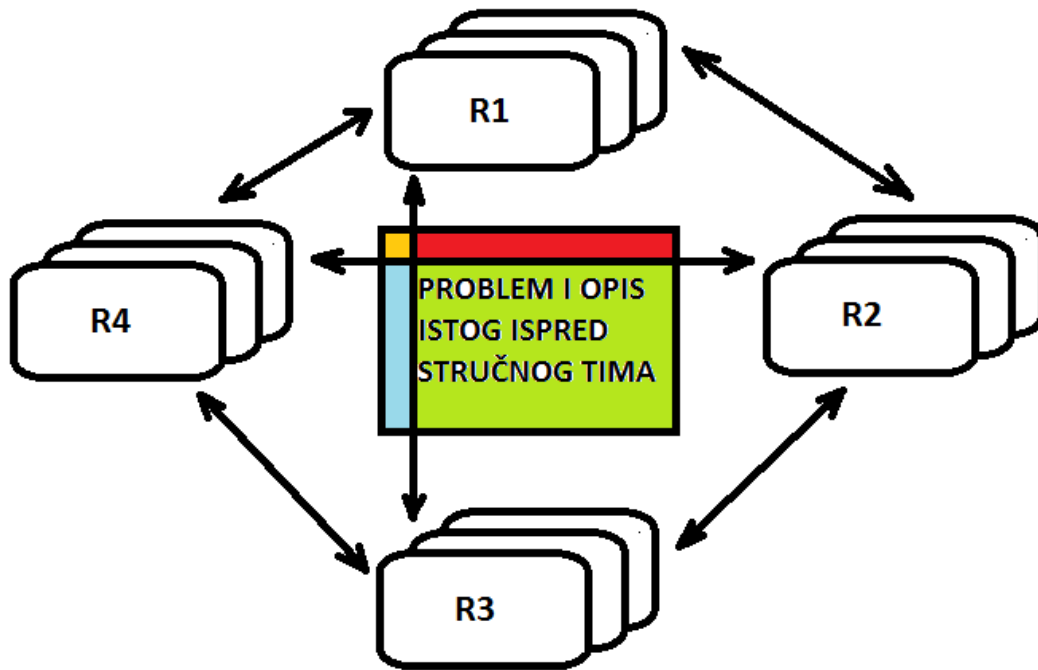 R1
R4
PROBLEM I OPIS
ISTOG ISPRED
STRUČNOG TIMA
R2
R3